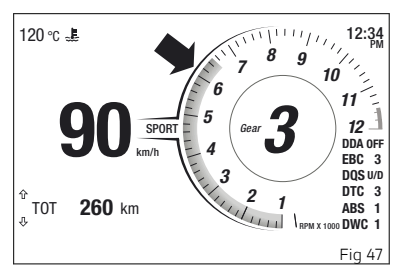 120 °C
12:34
PM
7 8 9 10 11 12
6
5
4
3
2
1
90
km/h
SPORT
Gear
3
DDA OFF
EBC 3
DQS U/D
DTC 3
ABS 1
DWC 1
RPM X 1000
TOT 260 km
Fig 47